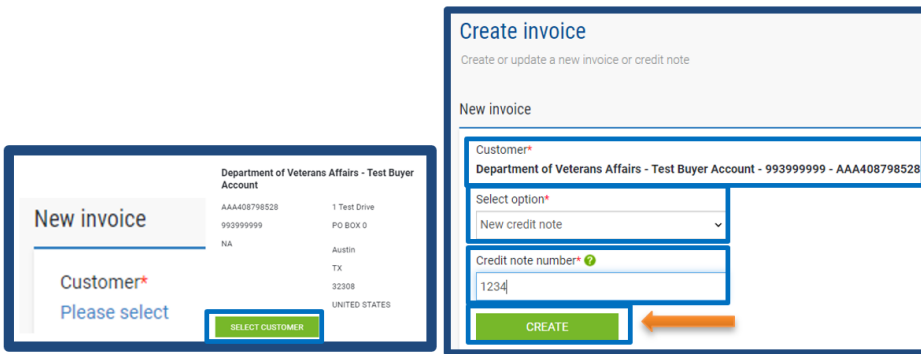 New invoice
Customer*
Please select
Department of Veterans Affairs - Test Buyer
Account
AAA408798528
993999999
NA
1 Test Drive
PO BOX 0
Austin
TX
32308
UNITED STATES
SELECT CUSTOMER
Create invoice
Create or update a new invoice or credit note
New invoice
Customer*
Department of Veterans Affairs - Test Buyer Account - 993999999 - AAA408798528
Select option*
New credit note
Credit note number* ?
1234
CREATE